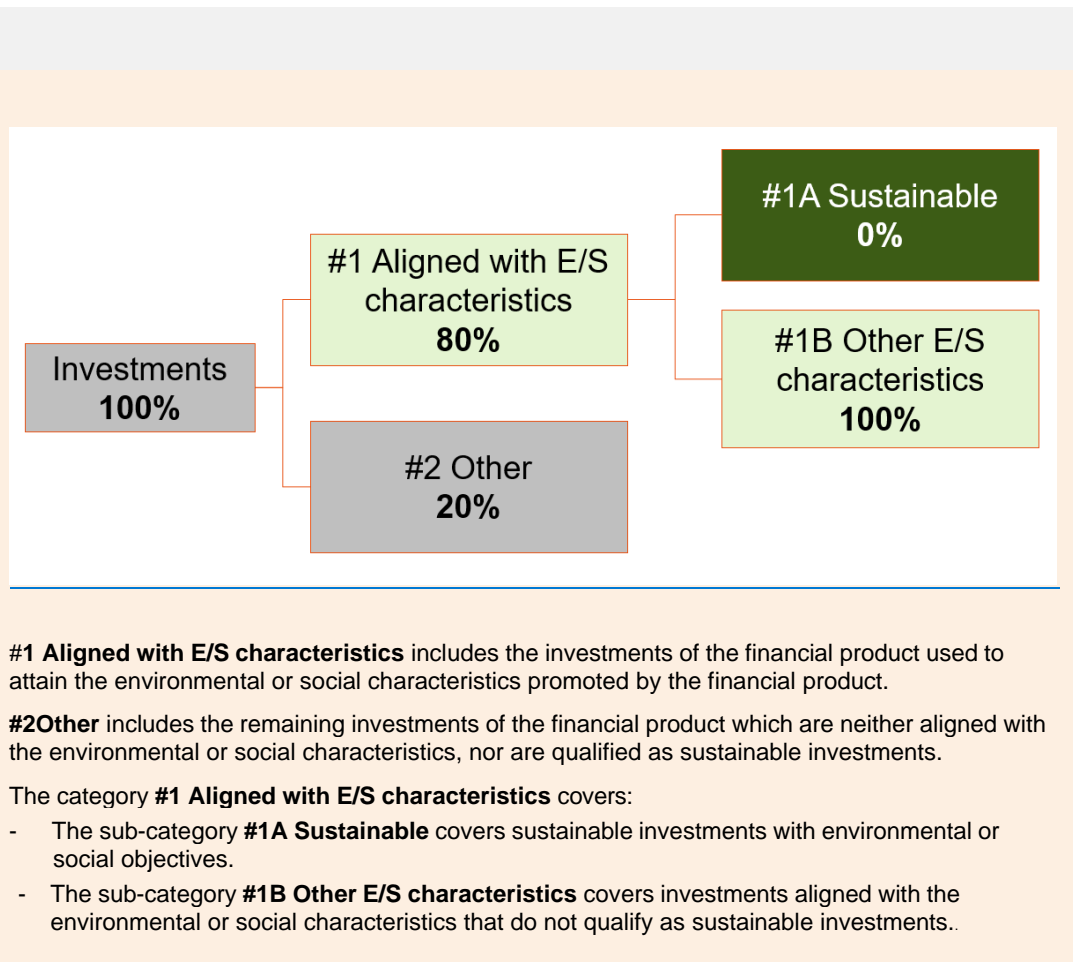 #1A Sustainable
0%
#1 Aligned with E/S
characteristics
80%
#1B Other E/S
characteristics
100%
Investments
100%
#2 Other
20%
#1 Aligned with E/S characteristics includes the investments of the financial product used to
attain the environmental or social characteristics promoted by the financial product.
#2Other includes the remaining investments of the financial product which are neither aligned with
the environmental or social characteristics, nor are qualified as sustainable investments.
The category #1 Aligned with E/S characteristics covers:
- The sub-category #1A Sustainable covers sustainable investments with environmental or
social objectives.
- The sub-category #1B Other E/S characteristics covers investments aligned with the
environmental or social characteristics that do not qualify as sustainable investments..